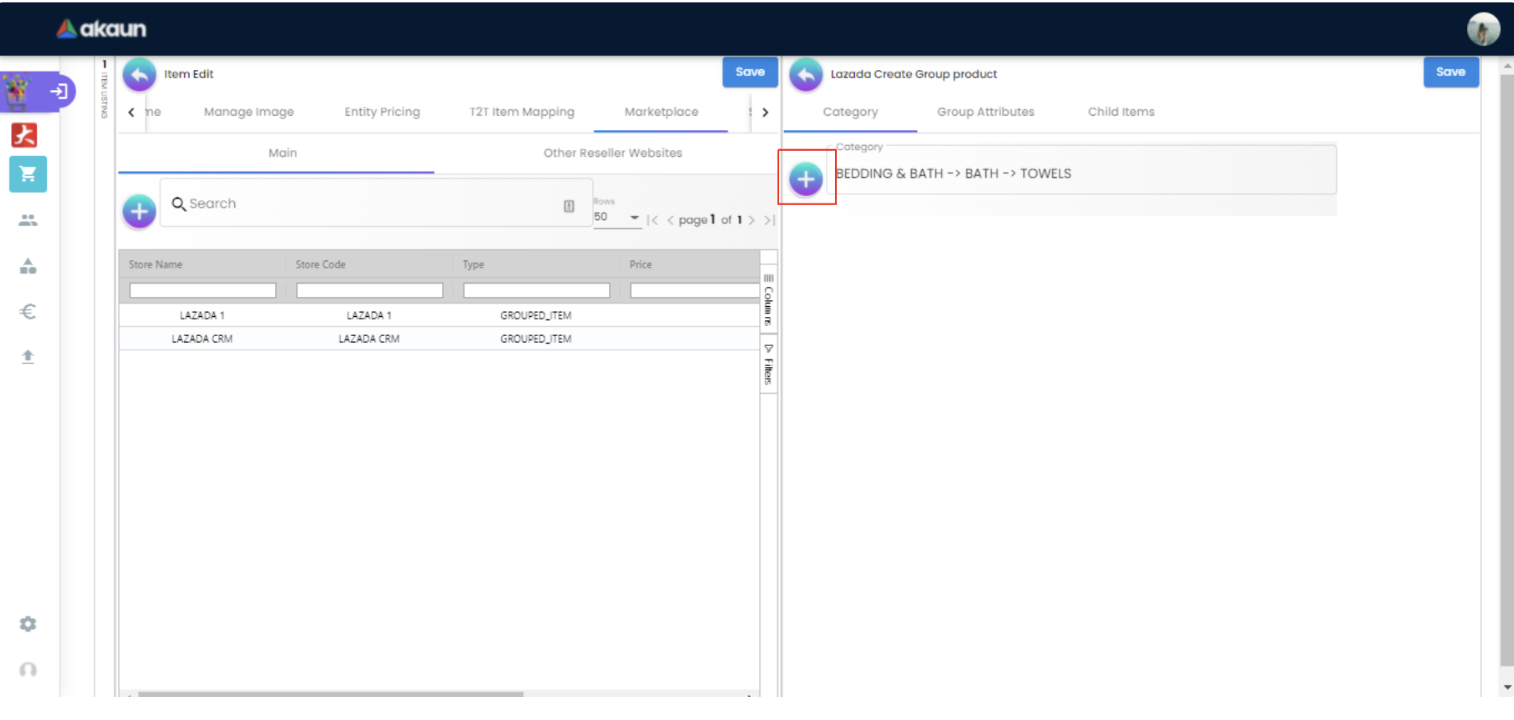 akaun
1 ITEM LISTING
Item Edit
Save
me
Manage Image
Entity Pricing
T2T Item Mapping
Marketplace
Main
Other Reseller Websites
Search
Rows
50
page 1 of 1
Store Name
Store Code
Type
Price
LAZADA 1
LAZADA 1
GROUPED_ITEM
LAZADA CRM
LAZADA CRM
GROUPED_ITEM
Columns
Filters
Lazada Create Group product
Save
Category
Group Attributes
Child Items
Category
BEDDING & BATH -> BATH -> TOWELS